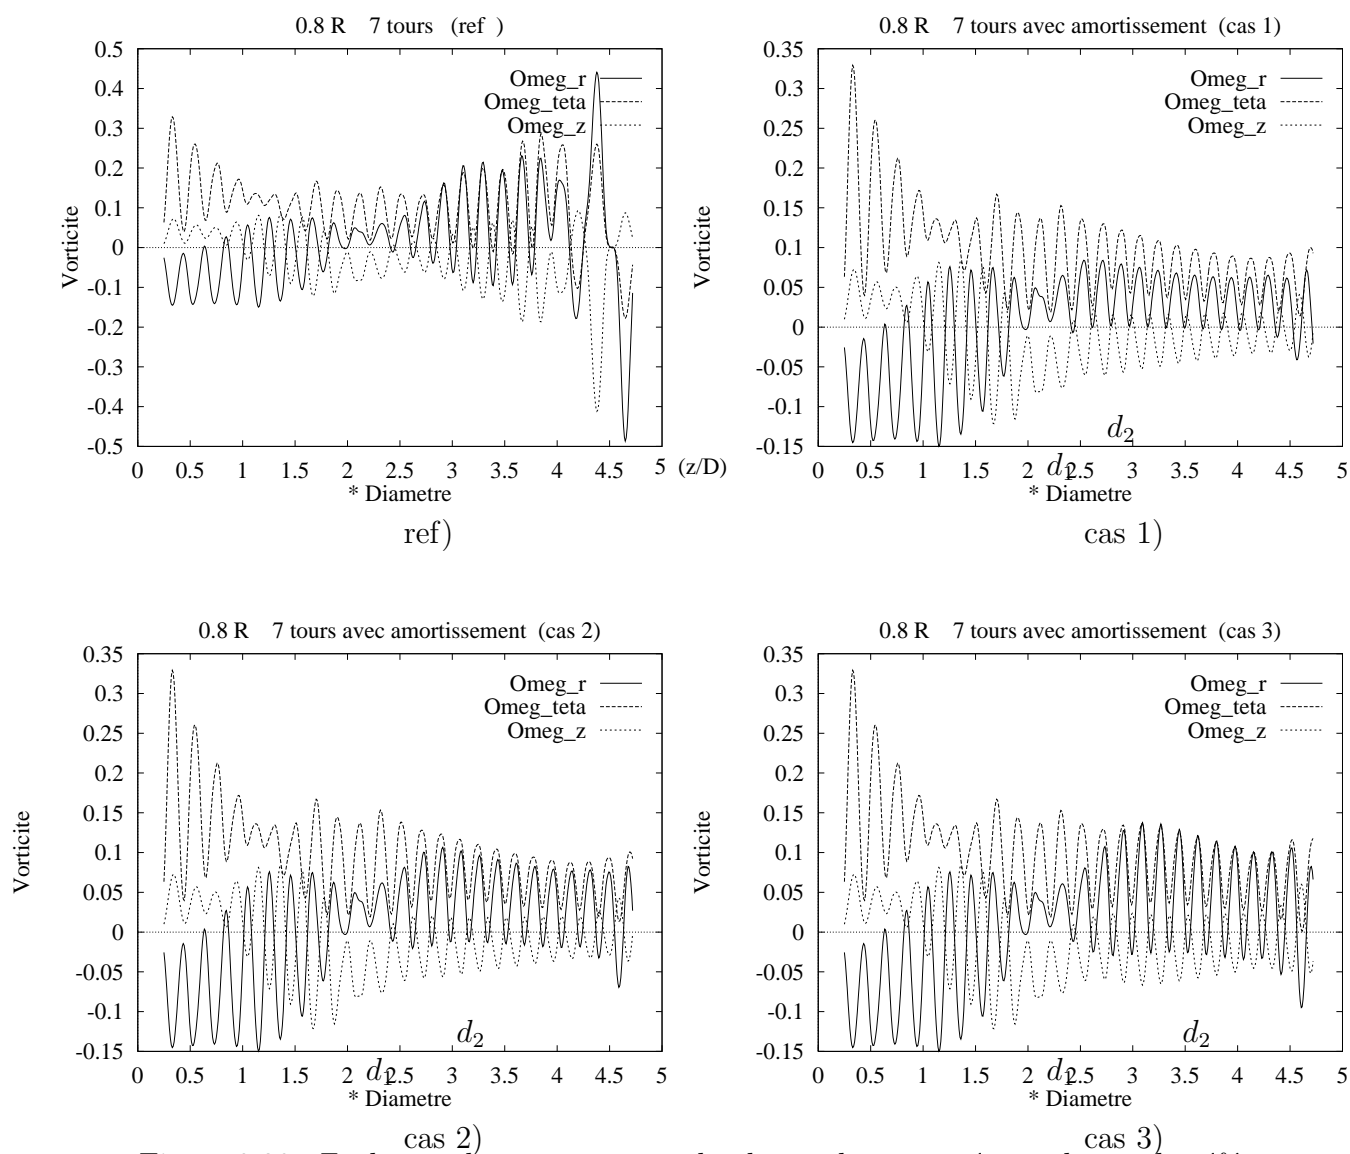 0.8 R 7 tours (ref )
Omeg_r
Omeg_teta
Omeg_z
Vorticite
0.5
0.4
0.3
0.2
0.1
0
-0.1
-0.2
-0.3
-0.4
-0.5
0 0.5 1 1.5 2 2.5 3 3.5 4 4.5 5 (z/D)
* Diametre
ref)
0.8 R 7 tours avec amortissement (cas 1)
Omeg_r
Omeg_teta
Omeg_z
Vorticite
0.35
0.3
0.25
0.2
0.15
0.1
0.05
0
-0.05
-0.1
-0.15
d2
0 0.5 1 1.5 2 2.5 3 3.5 4 4.5 5
d1
* Diametre
cas 1)
0.8 R 7 tours avec amortissement (cas 2)
Omeg_r
Omeg_teta
Omeg_z
Vorticite
0.35
0.3
0.25
0.2
0.15
0.1
0.05
0
-0.05
-0.1
-0.15
d2
0 0.5 1 1.5 2 2.5 3 3.5 4 4.5 5
d1
* Diametre
cas 2)
0.8 R 7 tours avec amortissement (cas 3)
Omeg_r
Omeg_teta
Omeg_z
Vorticite
0.35
0.3
0.25
0.2
0.15
0.1
0.05
0
-0.05
-0.1
-0.15
d2
0 0.5 1 1.5 2 2.5 3 3.5 4 4.5 5
d1
* Diametre
cas 3)